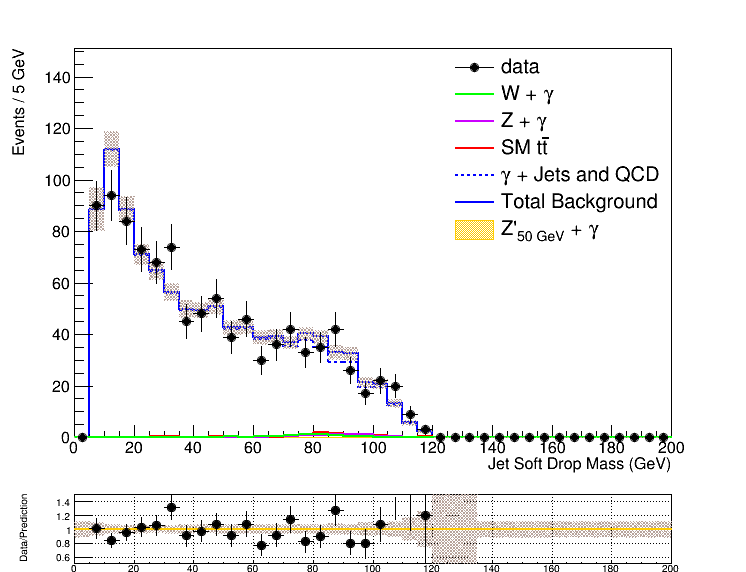 Events / 5 GeV
140
120
100
80
60
40
20
0
data
W + γ
Z + γ
SM tt̄
γ + Jets and QCD
Total Background
Z'50 GeV + γ
0 20 40 60 80 100 120 140 160 180 200
Jet Soft Drop Mass (GeV)
Data/Prediction
1.4
1.2
1
0.8
0.6
0 20 40 60 80 100 120 140 160 180 200